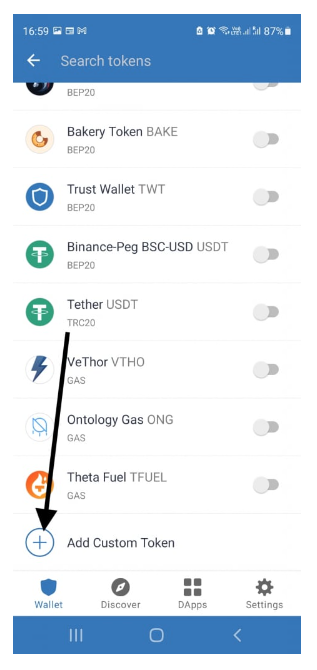 16:59 87%
Search tokens
BEP20
Bakery Token BAKE
BEP20
Trust Wallet TWT
BEP20
Binance-Peg BSC-USD USDT
BEP20
Tether USDT
TRC20
VeThor VTHO
GAS
Ontology Gas ONG
GAS
Theta Fuel TFUEL
GAS
Add Custom Token
Wallet Discover DApps Settings